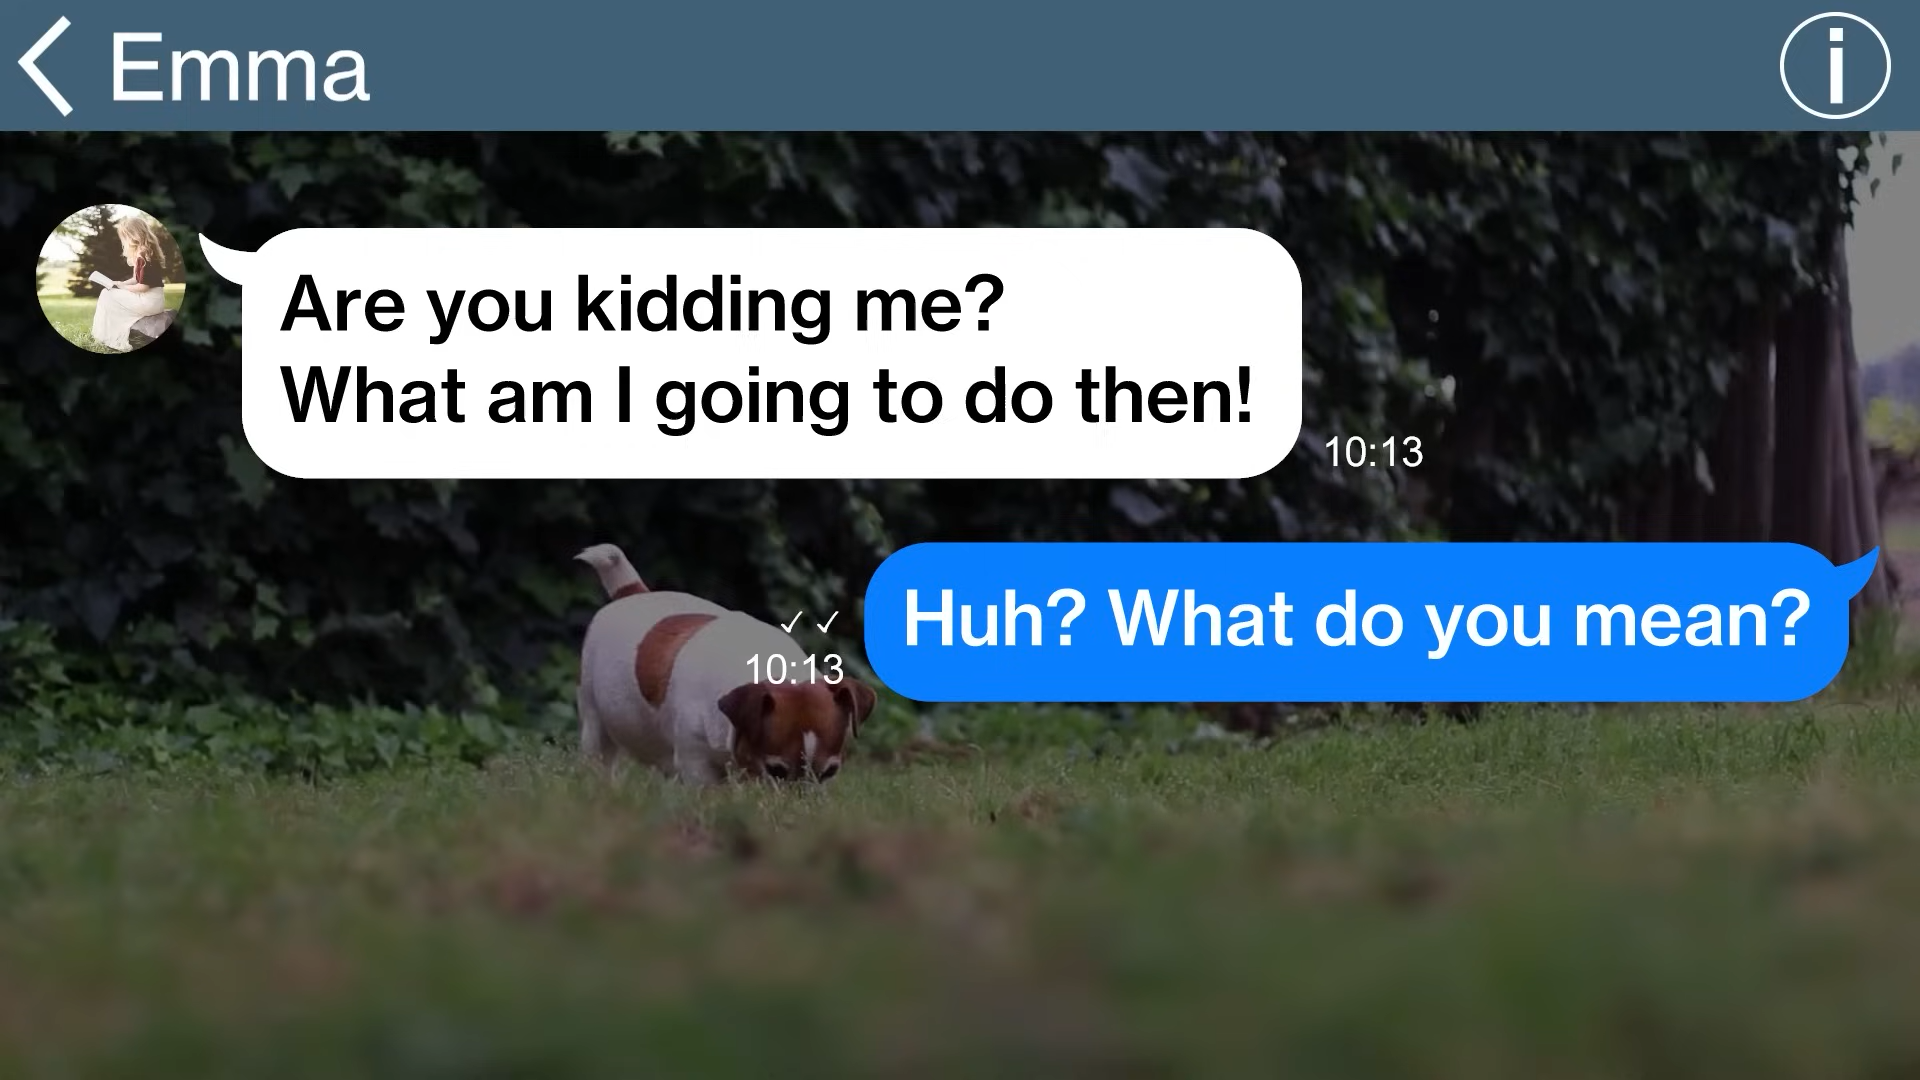 Emma
Are you kidding me?
What am I going to do then!
10:13
Huh? What do you mean?
✓✓
10:13